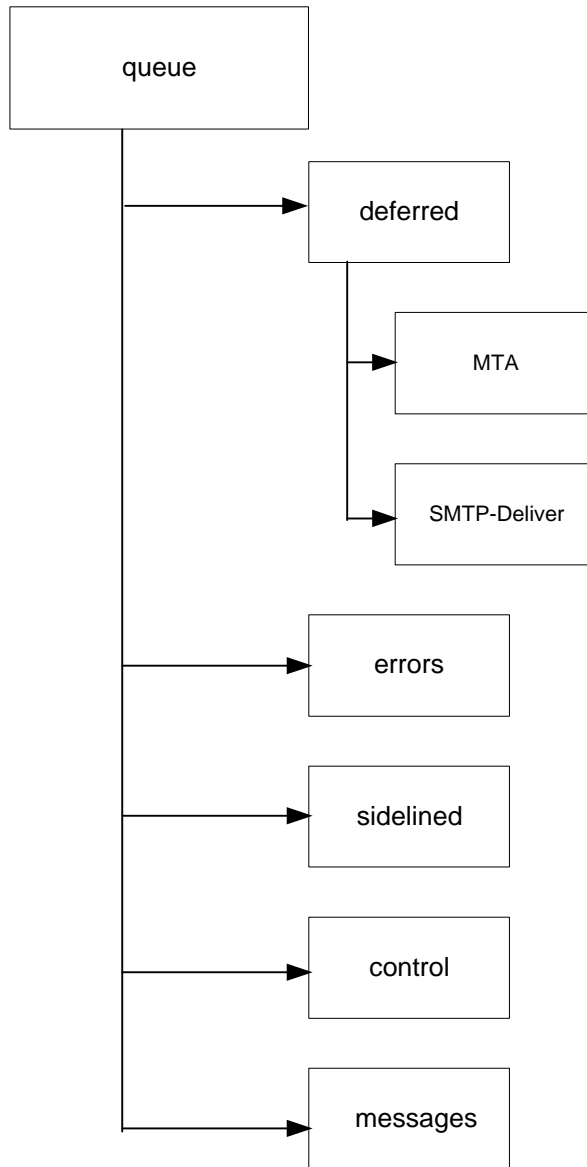 queue
deferred
MTA
SMTP-Deliver
errors
sidelined
control
messages